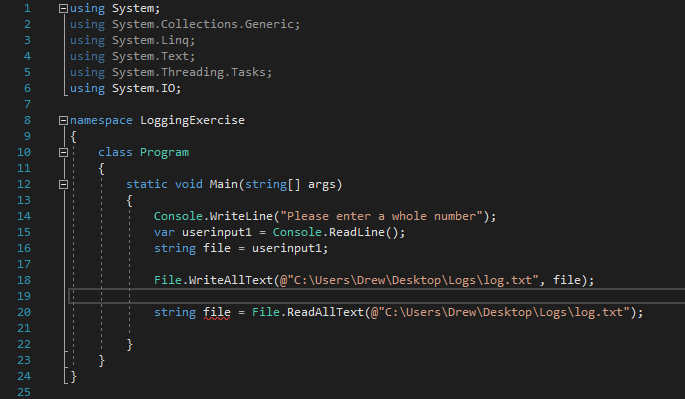 1 using System;
2 using System.Collections.Generic;
3 using System.Linq;
4 using System.Text;
5 using System.Threading.Tasks;
6 using System.IO;
7
8 namespace LoggingExercise
9 {
10 class Program
11 {
12 static void Main(string[] args)
13 {
14 Console.WriteLine("Please enter a whole number");
15 var userinput1 = Console.ReadLine();
16 string file = userinput1;
17
18 File.WriteAllText(@"C:\Users\Drew\Desktop\Logs\log.txt", file);
19
20 string file = File.ReadAllText(@"C:\Users\Drew\Desktop\Logs\log.txt");
21
22 }
23 }
24 }
25